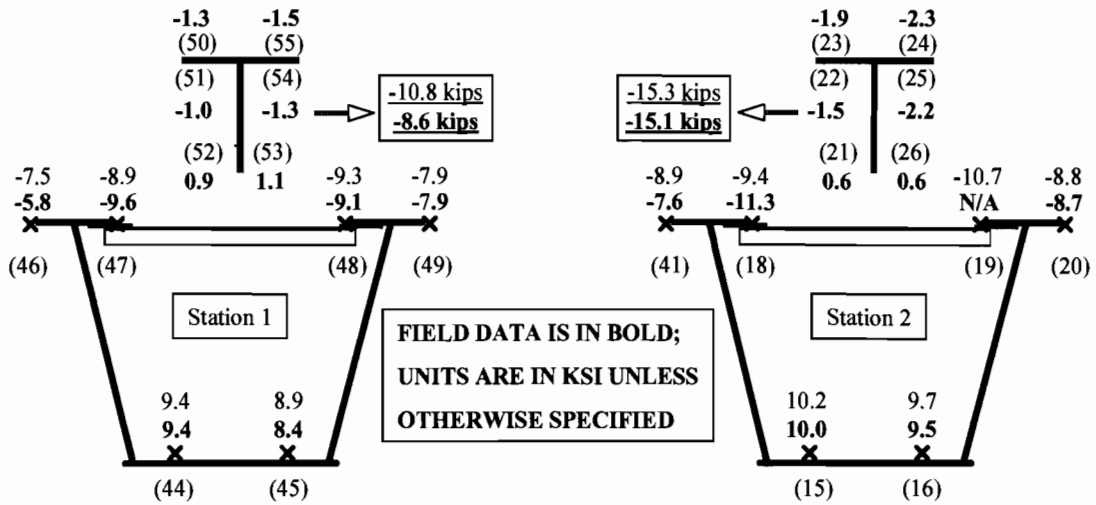 -1.3 -1.5 -1.9 -2.3
(50) (55) (23) (24)
(51) (54) (22) (25)
-1.0 -1.3 -1.5 -2.2
-10.8 kips
-8.6 kips
-15.3 kips
-15.1 kips
(52) (53) (21) (26)
0.9 1.1 0.6 0.6
-7.5 -8.9 -9.3 -7.9 -8.9 -9.4 -10.7 -8.8
-5.8 -9.6 -9.1 -7.9 -7.6 -11.3 N/A -8.7
(46) (47) (48) (49) (41) (18) (19) (20)
Station 1
Station 2
FIELD DATA IS IN BOLD;
UNITS ARE IN KSI UNLESS
OTHERWISE SPECIFIED
9.4 8.9 10.2 9.7
9.4 8.4 10.0 9.5
(44) (45) (15) (16)